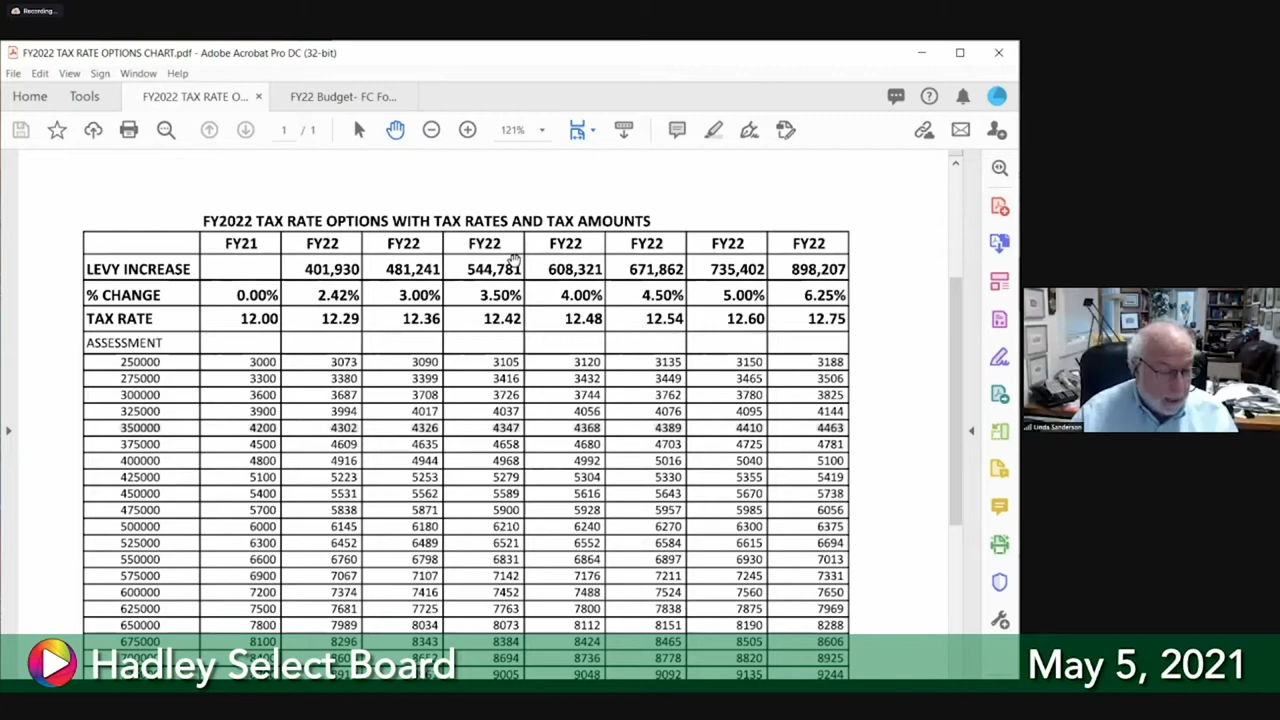 Recording...
FY2022 TAX RATE OPTIONS CHART.pdf - Adobe Acrobat Pro DC (32-bit)
File Edit View Sign Window Help
Home Tools FY2022 TAX RATE O... × FY22 Budget- FC Fo...
1 / 1 121%
FY2022 TAX RATE OPTIONS WITH TAX RATES AND TAX AMOUNTS
FY21 FY22 FY22 FY22 FY22 FY22 FY22 FY22
LEVY INCREASE 401,930 481,241 544,781 608,321 671,862 735,402 898,207
% CHANGE 0.00% 2.42% 3.00% 3.50% 4.00% 4.50% 5.00% 6.25%
TAX RATE 12.00 12.29 12.36 12.42 12.48 12.54 12.60 12.75
ASSESSMENT
250000 3000 3073 3090 3105 3120 3135 3150 3188
275000 3300 3380 3399 3416 3432 3449 3465 3506
300000 3600 3687 3708 3726 3744 3762 3780 3825
325000 3900 3994 4017 4037 4056 4076 4095 4144
350000 4200 4302 4326 4347 4368 4389 4410 4463
375000 4500 4609 4635 4658 4680 4703 4725 4781
400000 4800 4916 4944 4968 4992 5016 5040 5100
425000 5100 5223 5253 5279 5304 5330 5355 5419
450000 5400 5531 5562 5589 5616 5643 5670 5738
475000 5700 5838 5871 5900 5928 5957 5985 6056
500000 6000 6145 6180 6210 6240 6270 6300 6375
525000 6300 6452 6489 6521 6552 6584 6615 6694
550000 6600 6760 6798 6831 6864 6897 6930 7013
575000 6900 7067 7107 7142 7176 7211 7245 7331
600000 7200 7374 7416 7452 7488 7524 7560 7650
625000 7500 7681 7725 7763 7800 7838 7875 7969
650000 7800 7989 8034 8073 8112 8151 8190 8288
675000 8100 8296 8343 8384 8424 8465 8505 8606
8694 8736 8778 8820 8925
9005 9048 9092 9135 9244
Linda Sanderson
Hadley Select Board
May 5, 2021